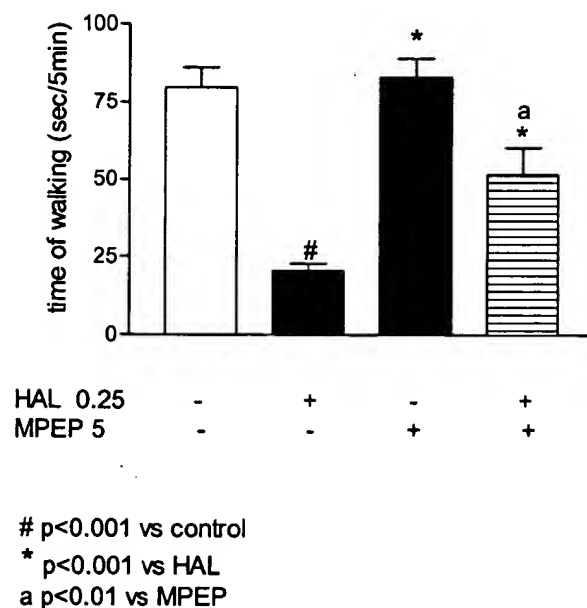 time of walking (sec/5min)
100
75
50
25
0
#
*
a
*
HAL 0.25 - + - +
MPEP 5 - - + +
# p<0.001 vs control
* p<0.001 vs HAL
a p<0.01 vs MPEP